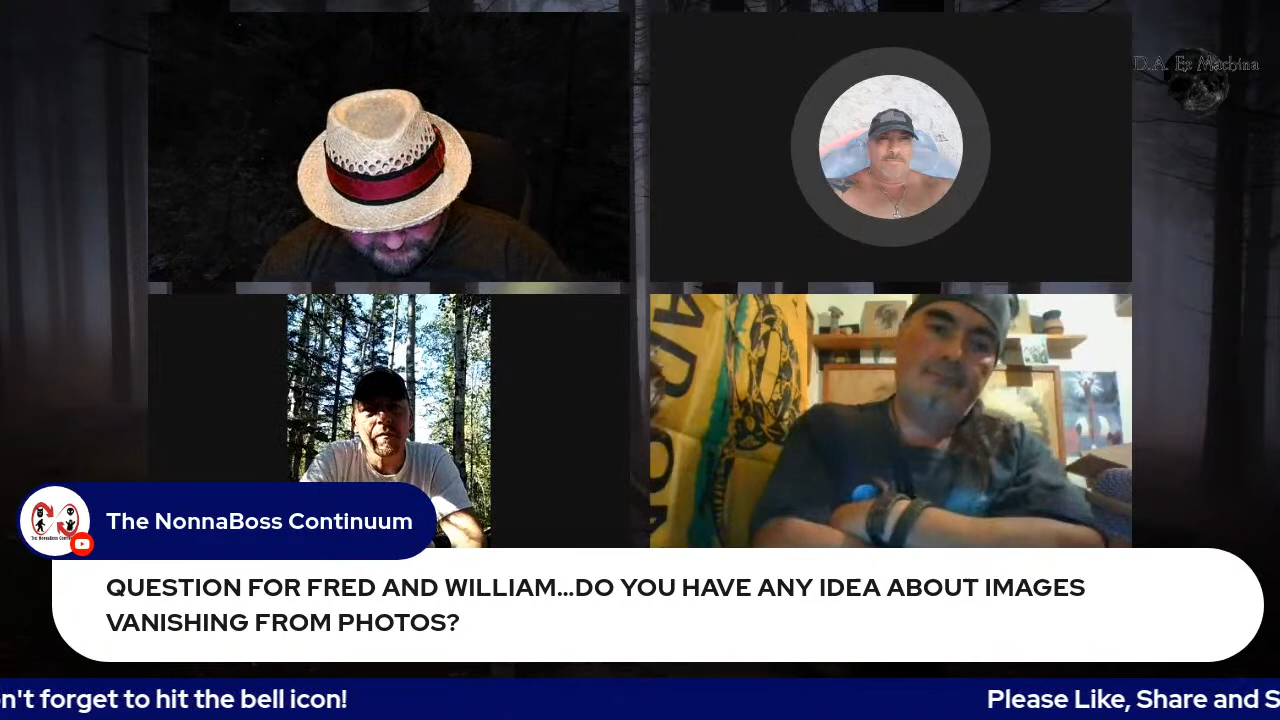 D.A. Ex Machina
The NonnaBoss Continuum
QUESTION FOR FRED AND WILLIAM...DO YOU HAVE ANY IDEA ABOUT IMAGES
VANISHING FROM PHOTOS?
n't forget to hit the bell icon!
Please Like, Share and S